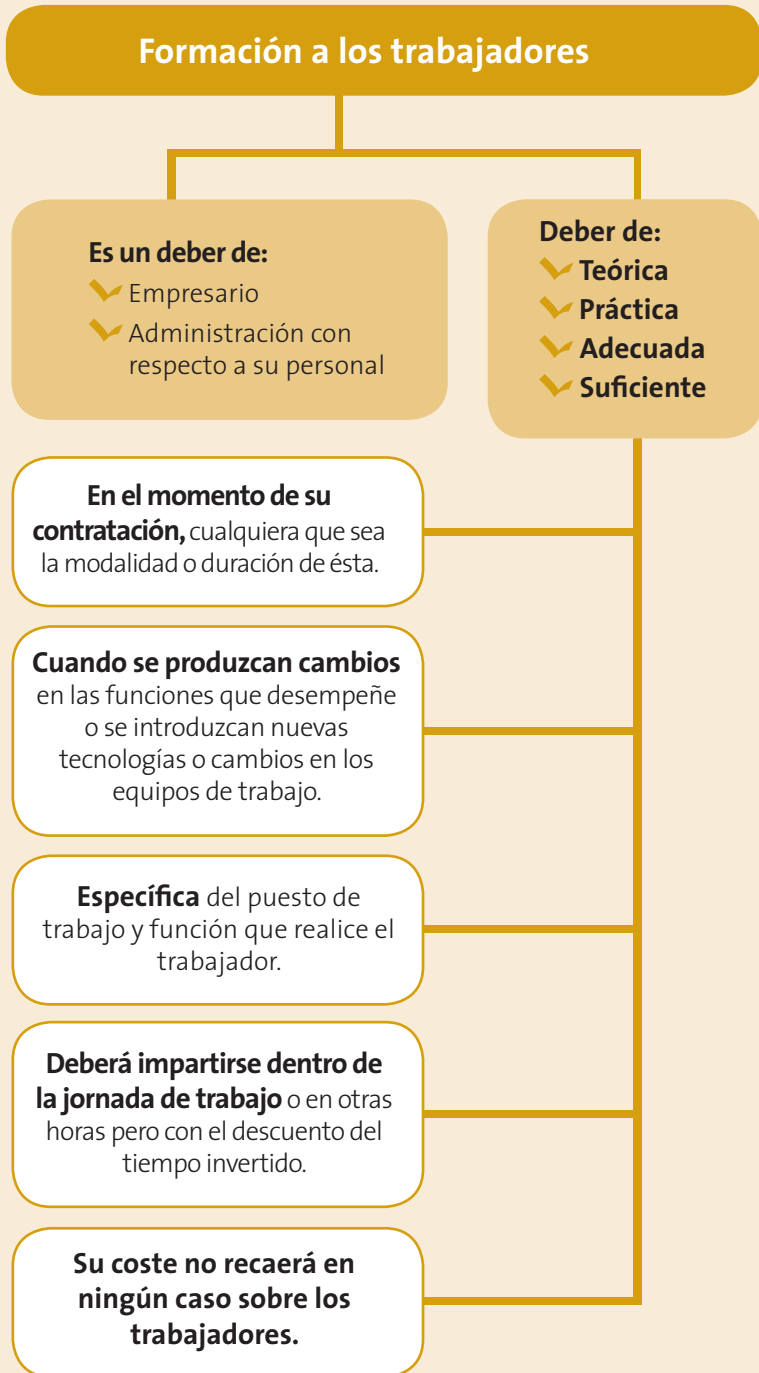 Formación a los trabajadores
Es un deber de:
Empresario
Administración con
respecto a su personal
Deber de:
Teórica
Práctica
Adecuada
Suficiente
En el momento de su
contratación, cualquiera que sea
la modalidad o duración de ésta.
Cuando se produzcan cambios
en las funciones que desempeñe
o se introduzcan nuevas
tecnologías o cambios en los
equipos de trabajo.
Específica del puesto de
trabajo y función que realice el
trabajador.
Deberá impartirse dentro de
la jornada de trabajo o en otras
horas pero con el descuento del
tiempo invertido.
Su coste no recaerá en
ningún caso sobre los
trabajadores.